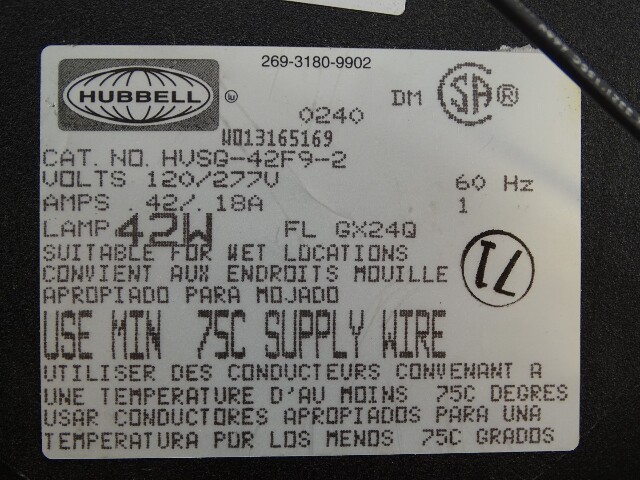 269-3180-9902
HUBBELL
DM SA®
0240
W013165169
CAT. NO. HVSG-42F9-2
VOLTS 120/277V 60 Hz
AMPS .42/.18A 1
LAMP 42W FL GX24Q
SUITABLE FOR WET LOCATIONS
CONVIENT AUX ENDROITS MOUILLE
APROPIADO PARA MOJADO
71
USE MIN 75C SUPPLY WIRE
UTILISER DES CONDUCTEURS CONVENANT A
UNE TEMPERATURE D'AU MOINS 75C DEGRES
USAR CONDUCTORES APROPIADOS PARA UNA
TEMPERATURA POR LOS MENOS 75C GRADOS